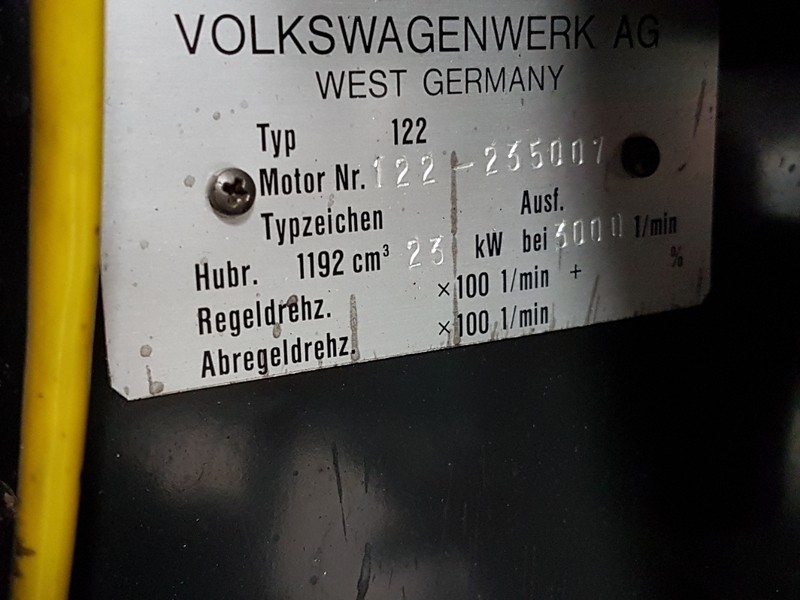 VOLKSWAGENWERK AG
WEST GERMANY
Typ 122
Motor Nr. 122-235007
Typzeichen Ausf.
Hubr. 1192 cm³ 23 kW bei 3000 1/min
Regeldrehz. ×100 1/min + %
Abregeldrehz. ×100 1/min